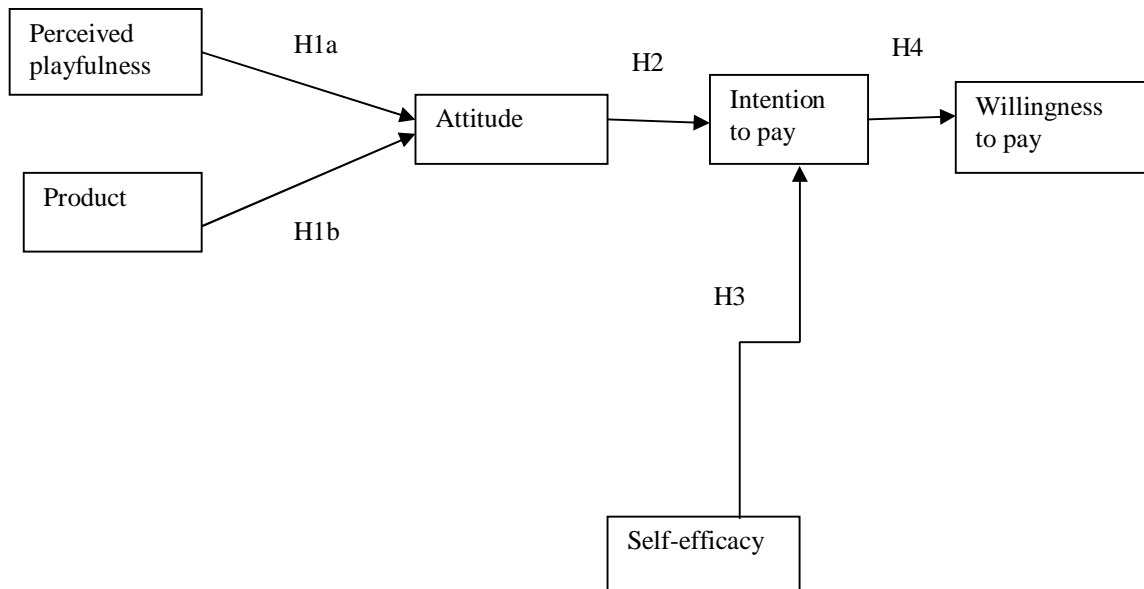 Perceived
playfulness
H1a
H2
H4
Attitude
Intention
to pay
Willingness
to pay
Product
H1b
H3
Self-efficacy